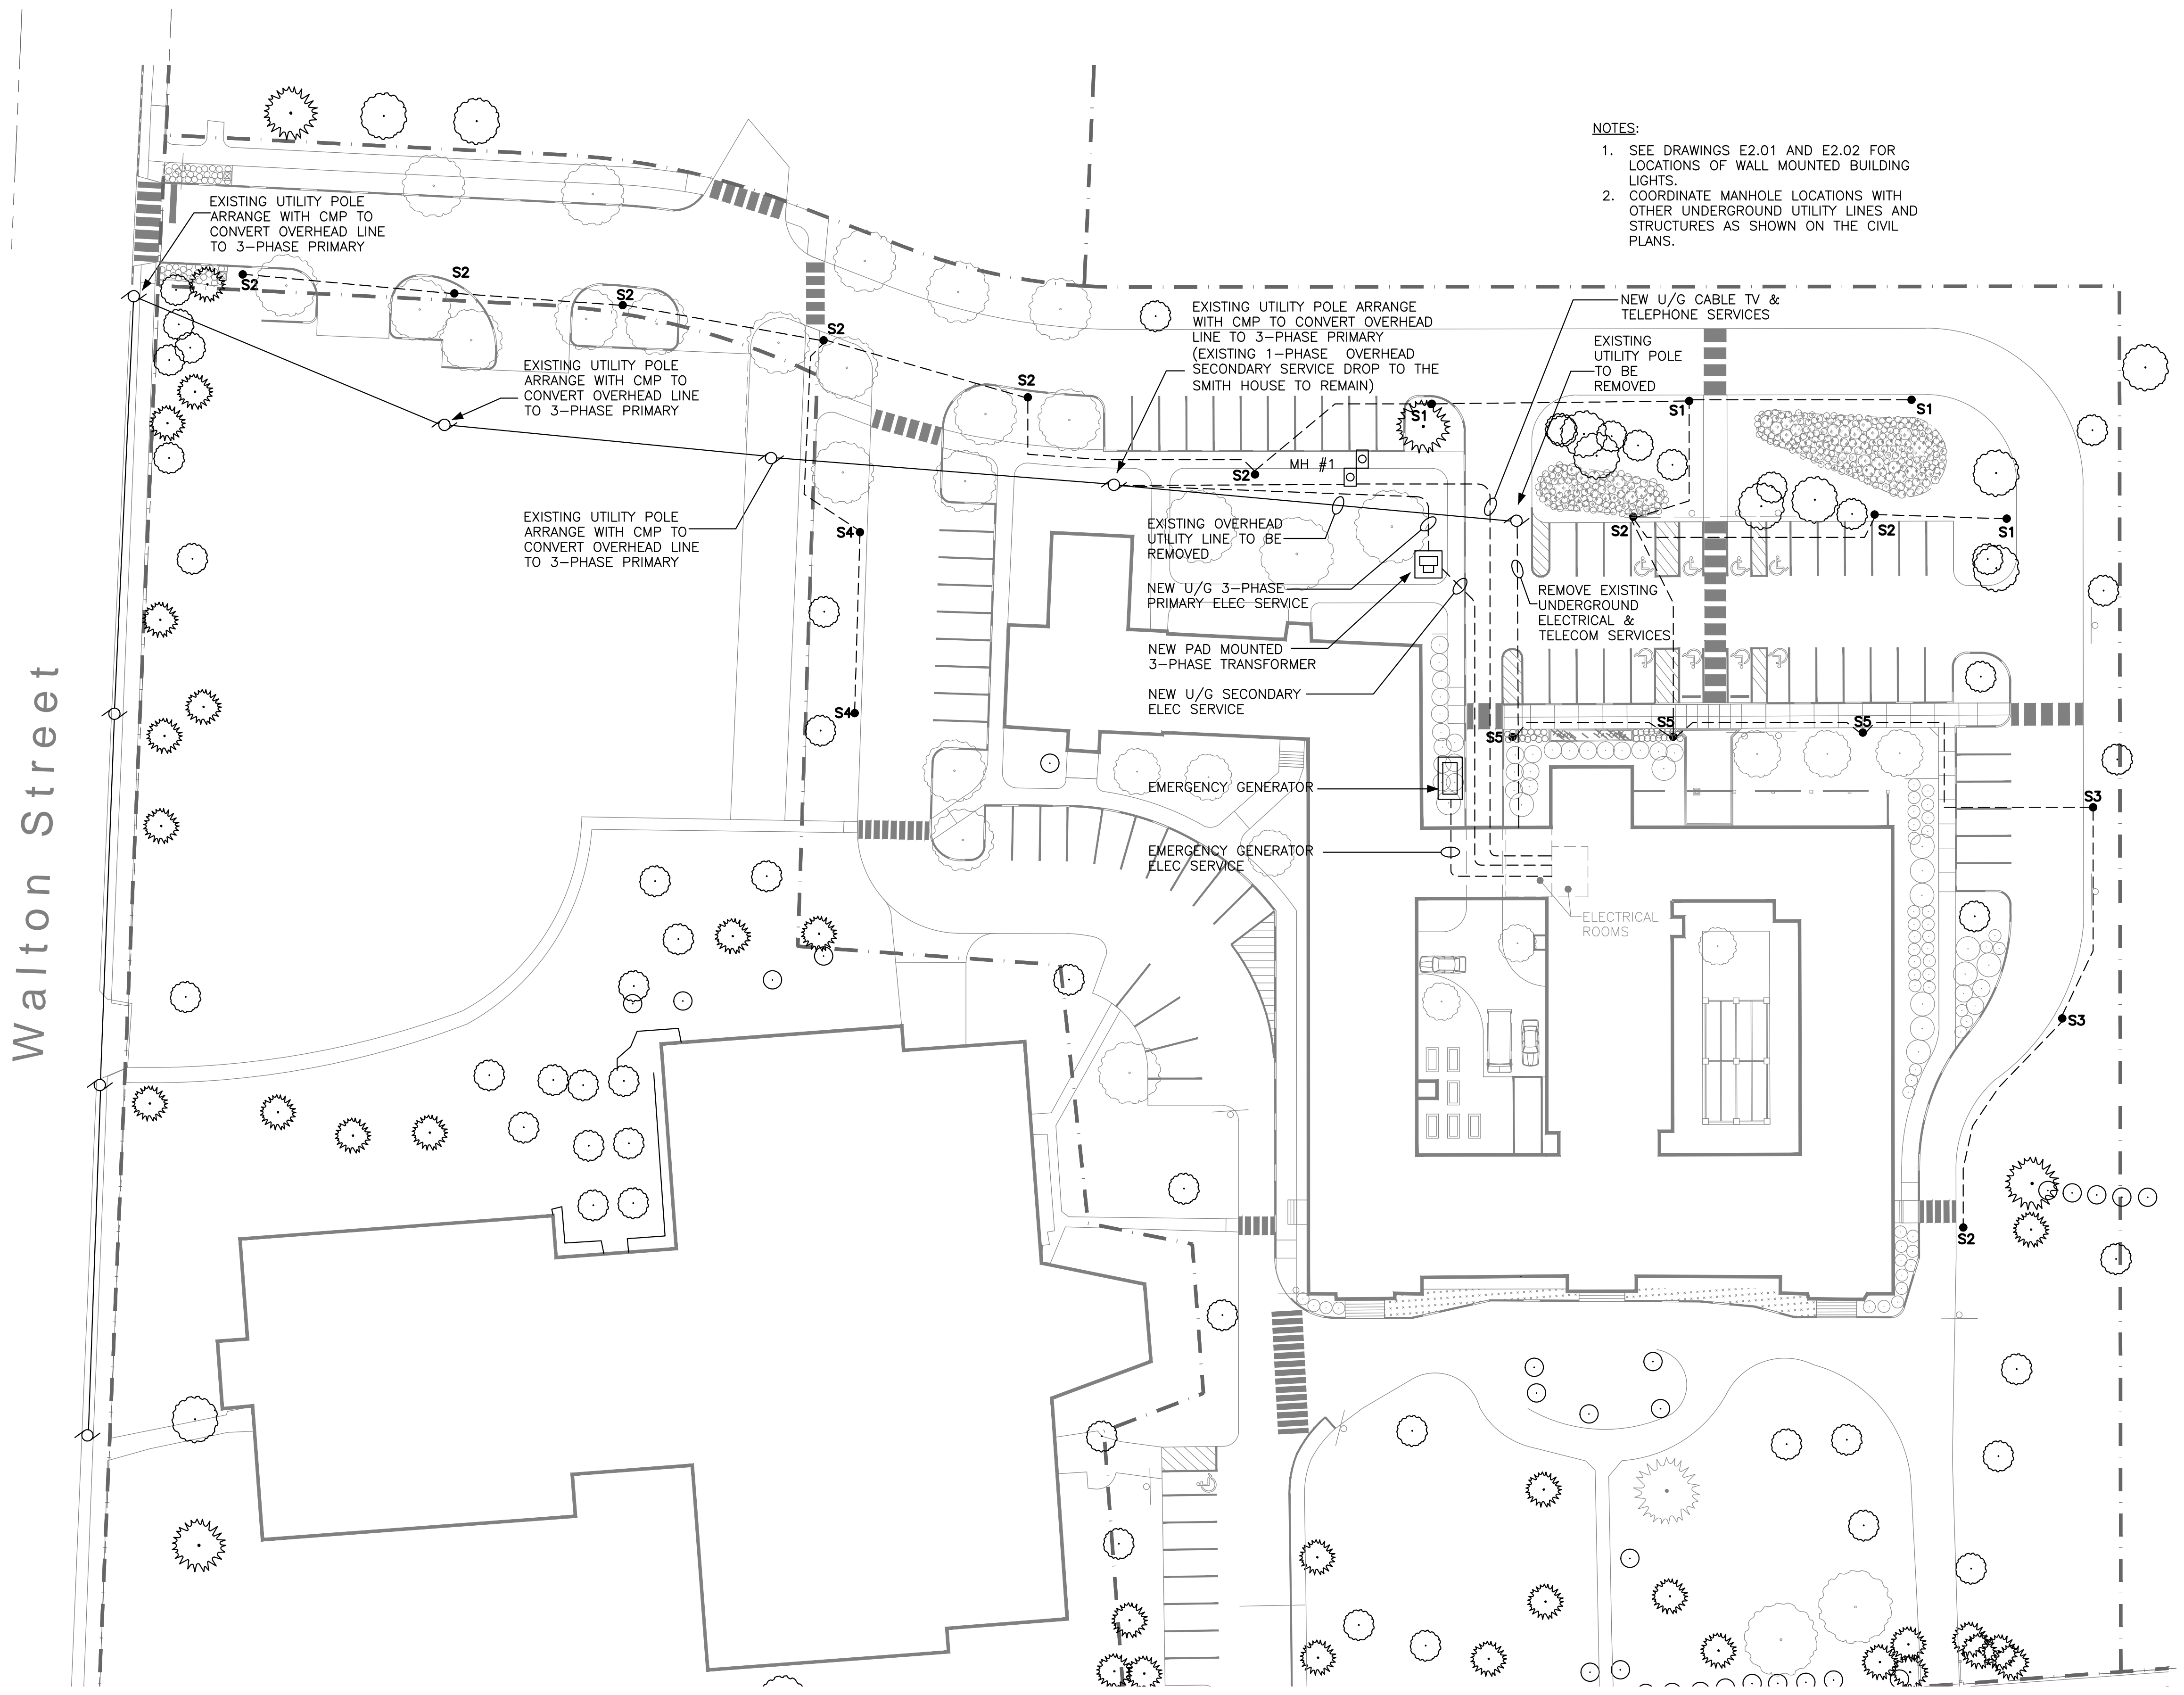 NOTES:
1. SEE DRAWINGS E2.01 AND E2.02 FOR
LOCATIONS OF WALL MOUNTED BUILDING
LIGHTS.
2. COORDINATE MANHOLE LOCATIONS WITH
OTHER UNDERGROUND UTILITY LINES AND
STRUCTURES AS SHOWN ON THE CIVIL
PLANS.
EXISTING UTILITY POLE
ARRANGE WITH CMP TO
CONVERT OVERHEAD LINE
TO 3-PHASE PRIMARY
S2
S2
S2
S2
EXISTING UTILITY POLE
ARRANGE WITH CMP TO
CONVERT OVERHEAD LINE
TO 3-PHASE PRIMARY
S2
EXISTING UTILITY POLE ARRANGE
WITH CMP TO CONVERT OVERHEAD
LINE TO 3-PHASE PRIMARY
(EXISTING 1-PHASE OVERHEAD
SECONDARY SERVICE DROP TO THE
SMITH HOUSE TO REMAIN)
NEW U/G CABLE TV &
TELEPHONE SERVICES
EXISTING
UTILITY POLE
TO BE
REMOVED
S1
S1
S1
MH #1
S2
EXISTING UTILITY POLE
ARRANGE WITH CMP TO
CONVERT OVERHEAD LINE
TO 3-PHASE PRIMARY
S4
EXISTING OVERHEAD
UTILITY LINE TO BE
REMOVED
S2
S2
S1
NEW U/G 3-PHASE
PRIMARY ELEC SERVICE
REMOVE EXISTING
UNDERGROUND
ELECTRICAL &
TELECOM SERVICES
NEW PAD MOUNTED
3-PHASE TRANSFORMER
NEW U/G SECONDARY
ELEC SERVICE
S4
S5
S5
S5
EMERGENCY GENERATOR
S3
EMERGENCY GENERATOR
ELEC SERVICE
ELECTRICAL
ROOMS
Walton Street
S3
S2